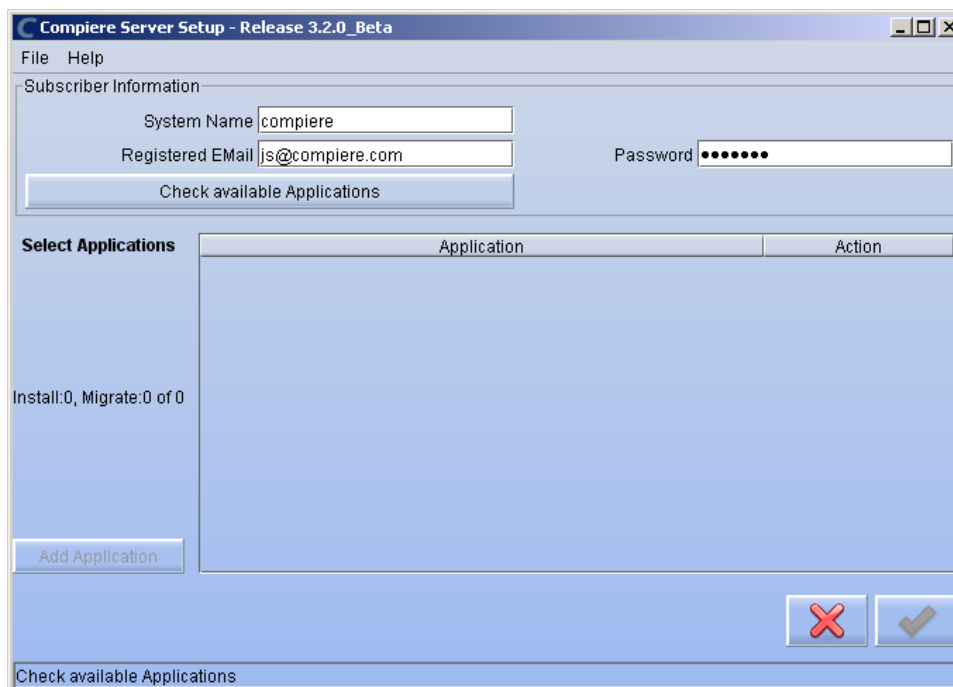 Compiere Server Setup - Release 3.2.0_Beta
File Help
Subscriber Information
System Name compiere
Registered EMail js@compiere.com Password •••••••
Check available Applications
Select Applications Application Action
Install:0, Migrate:0 of 0
Add Application
Check available Applications